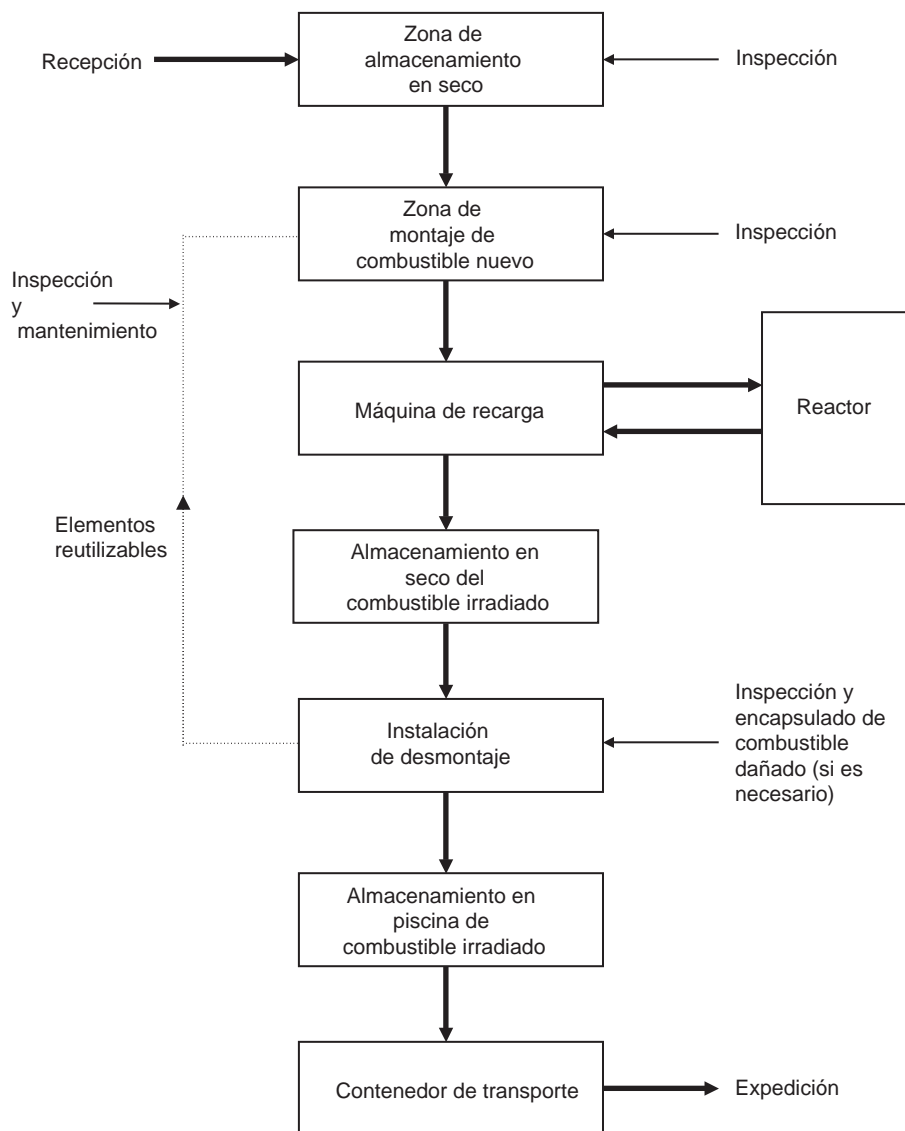 Zona de
almacenamiento
en seco
Recepción
Inspección
Zona de
montaje de
combustible nuevo
Inspección
Inspección
y
mantenimiento
Máquina de recarga
Reactor
Elementos
reutilizables
Almacenamiento en
seco del
combustible irradiado
Instalación
de desmontaje
Inspección y
encapsulado de
combustible
dañado (si es
necesario)
Almacenamiento en
piscina de
combustible irradiado
Contenedor de transporte
Expedición